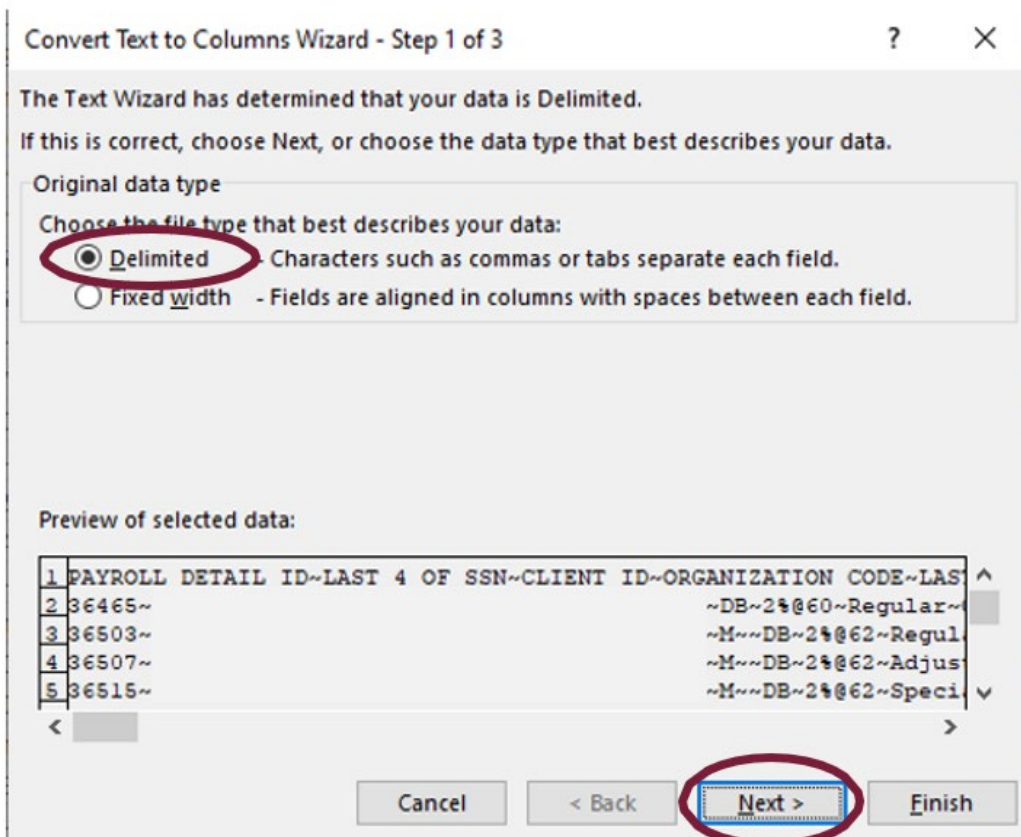 Convert Text to Columns Wizard - Step 1 of 3 ? ×
The Text Wizard has determined that your data is Delimited.
If this is correct, choose Next, or choose the data type that best describes your data.
Original data type
Choose the file type that best describes your data:
Delimited - Characters such as commas or tabs separate each field.
Fixed width - Fields are aligned in columns with spaces between each field.
Preview of selected data:
1 PAYROLL DETAIL ID~LAST 4 OF SSN~CLIENT ID~ORGANIZATION CODE~LAST
2 36465~ ~DB~2%@60~Regular~
3 36503~ ~M~~DB~2%@62~Regul
4 36507~ ~M~~DB~2%@62~Adjus
5 36515~ ~M~~DB~2%@62~Speci
Cancel < Back Next > Finish